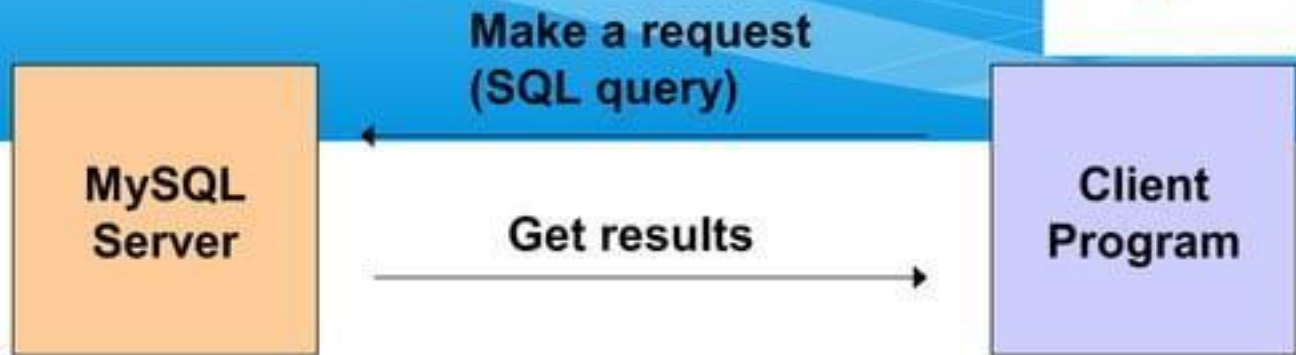 Make a request
(SQL query)
MySQL
Server
Get results
Client
Program